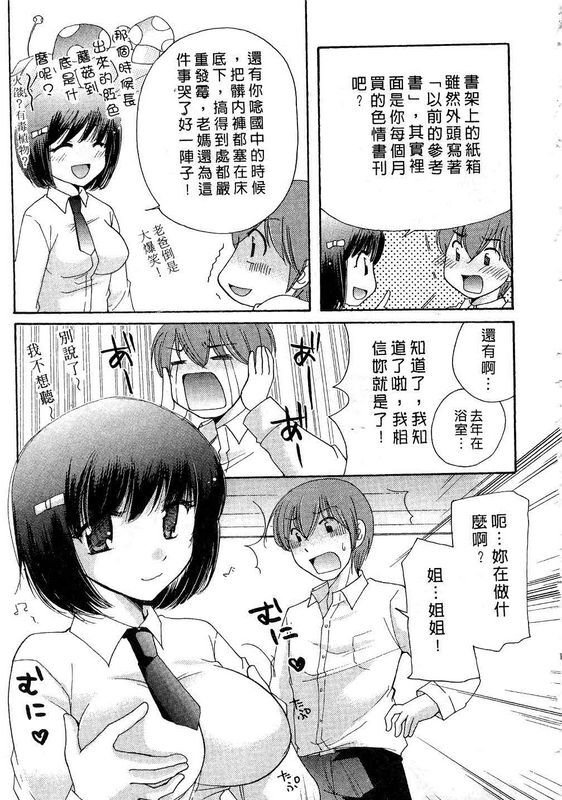 書架上的紙箱
雖然外頭寫著
「以前的參考
書」，其實裡
面是你每個月
買的色情書刊
吧？
還有你唸國中的時候
，把髒內褲都塞在床
底下，搞得到處都嚴
重發霉，老媽還為這
件事哭了好一陣子！
老爸倒是
大爆笑！
那個時候長
出來的紅色
蘑菇到
底是什
麼呢？
火燄？有毒植物？
還有啊…
去年在
浴室…
知道了，我知
道了啦，我相
信妳就是了！
あ〜
あ〜
別說了〜
我不想聽〜
呃…妳在做什
麼啊？
姐…姐姐！
むに♡
むに♡
たぷ
たぷ